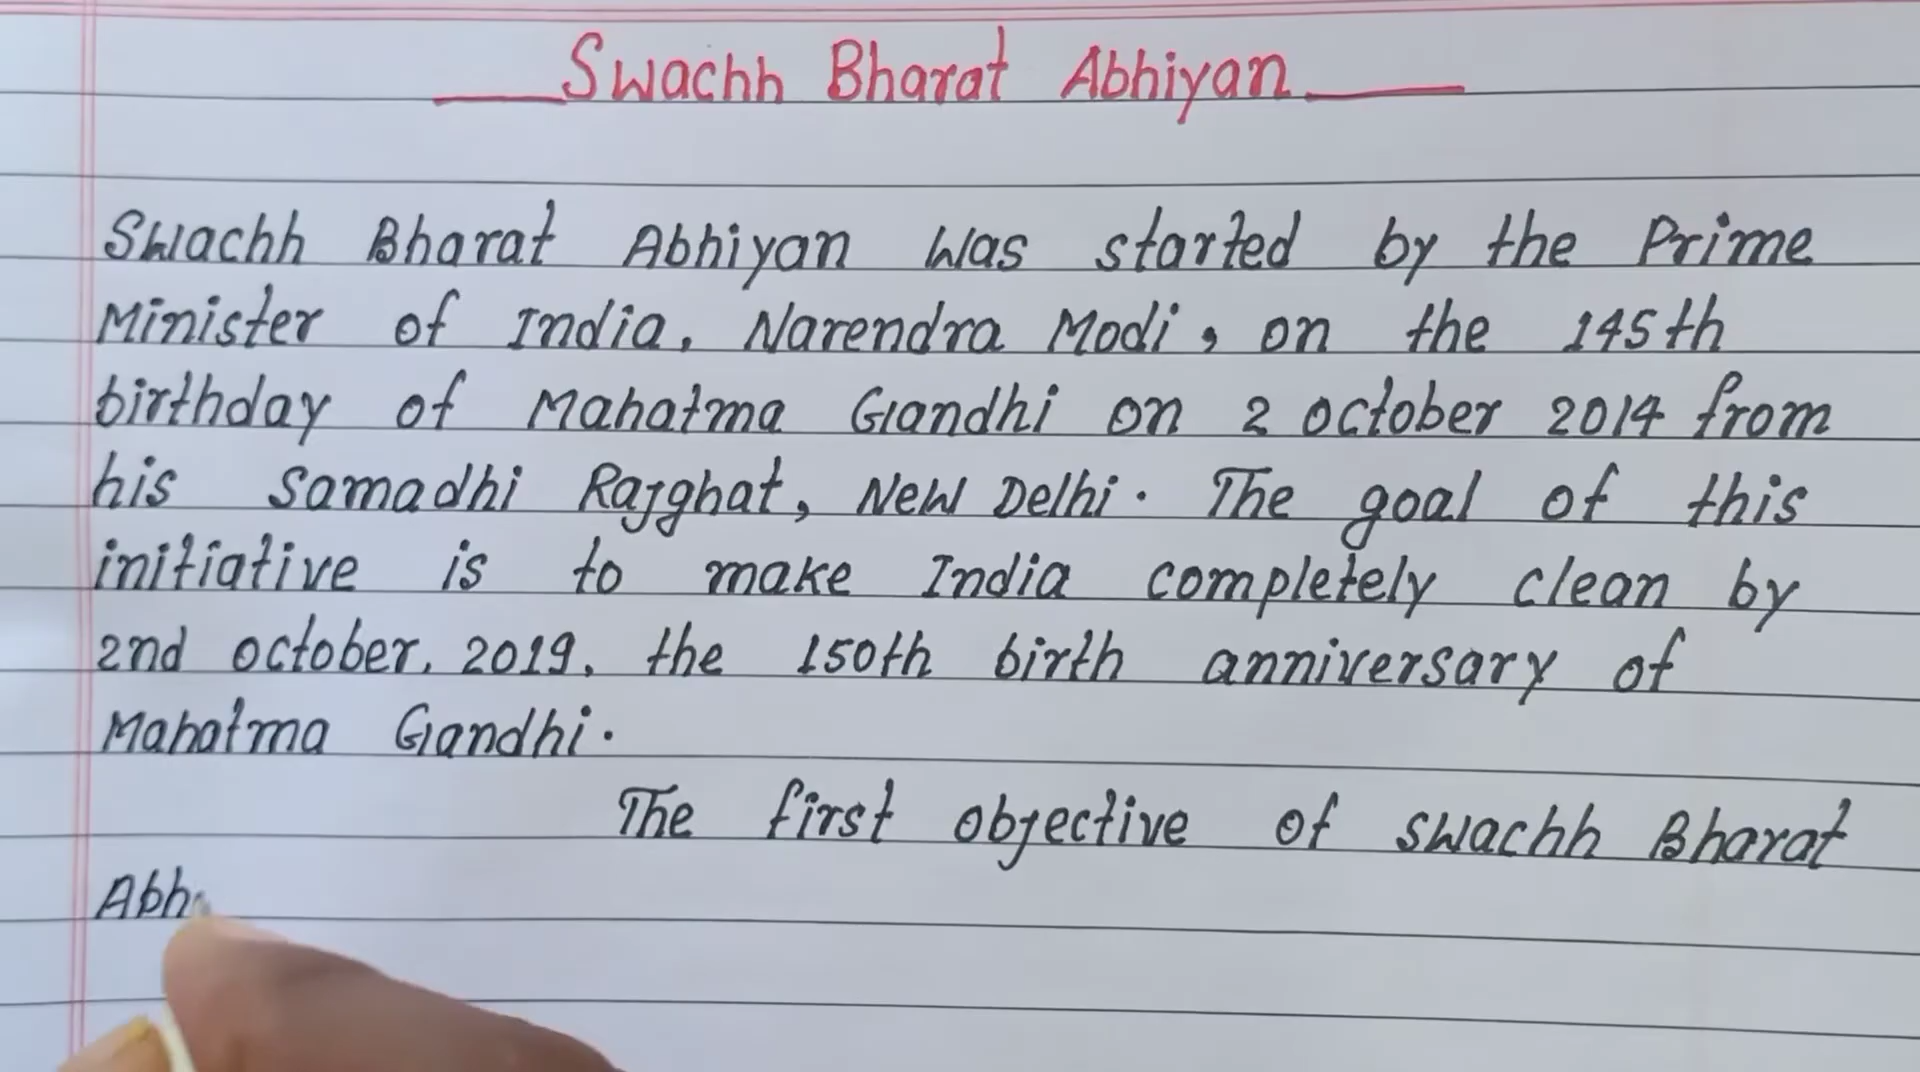 Swachh Bharat Abhiyan
Swachh Bharat Abhiyan was started by the Prime
Minister of India, Narendra Modi, on the 145th
birthday of Mahatma Gandhi on 2 october 2014 from
his Samadhi Rajghat, New Delhi. The goal of this
initiative is to make India completely clean by
2nd october, 2019, the 150th birth anniversary of
Mahatma Gandhi.
The first objective of swachh Bharat
Abh